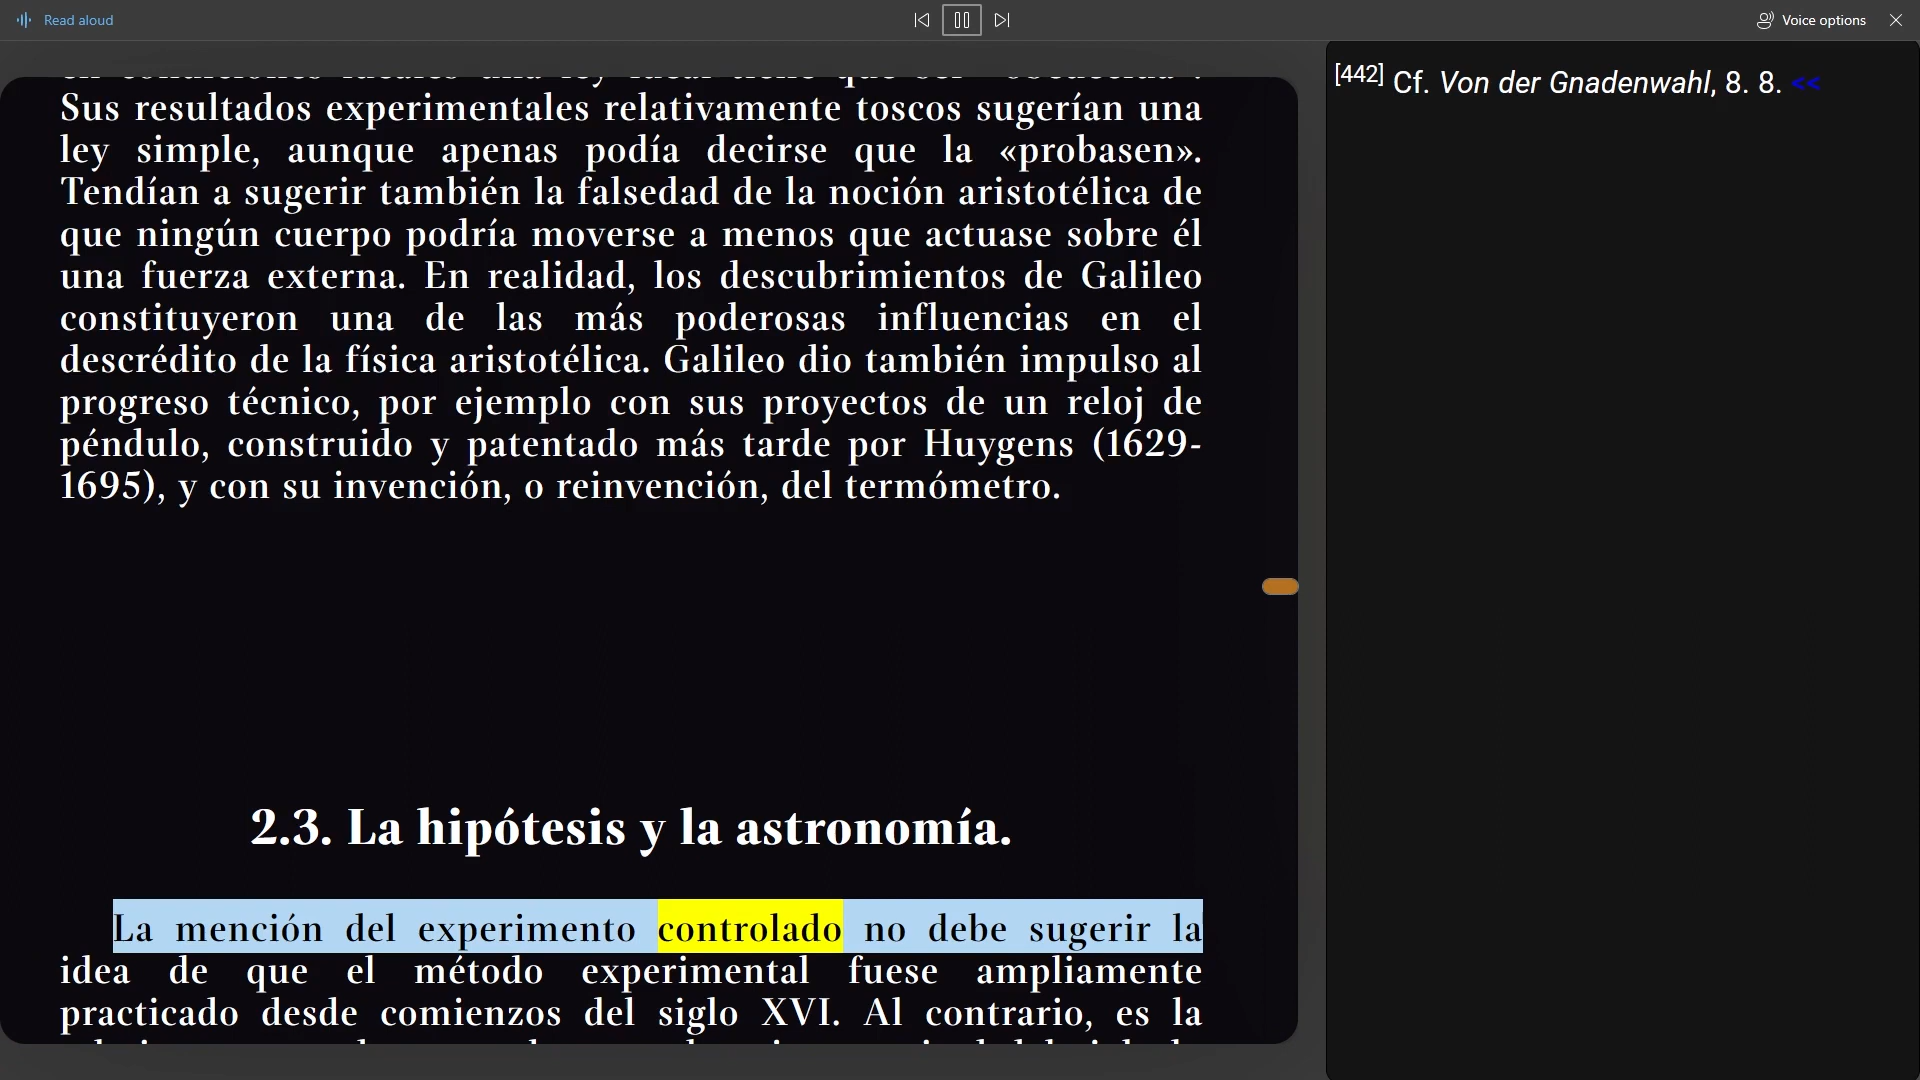 Read aloud
Voice options
Sus resultados experimentales relativamente toscos sugerían una
ley simple, aunque apenas podía decirse que la «probasen».
Tendían a sugerir también la falsedad de la noción aristotélica de
que ningún cuerpo podría moverse a menos que actuase sobre él
una fuerza externa. En realidad, los descubrimientos de Galileo
constituyeron una de las más poderosas influencias en el
descrédito de la física aristotélica. Galileo dio también impulso al
progreso técnico, por ejemplo con sus proyectos de un reloj de
péndulo, construido y patentado más tarde por Huygens (1629-
1695), y con su invención, o reinvención, del termómetro.
2.3. La hipótesis y la astronomía.
La mención del experimento controlado no debe sugerir la
idea de que el método experimental fuese ampliamente
practicado desde comienzos del siglo XVI. Al contrario, es la
[442] Cf. Von der Gnadenwahl, 8. 8. <<